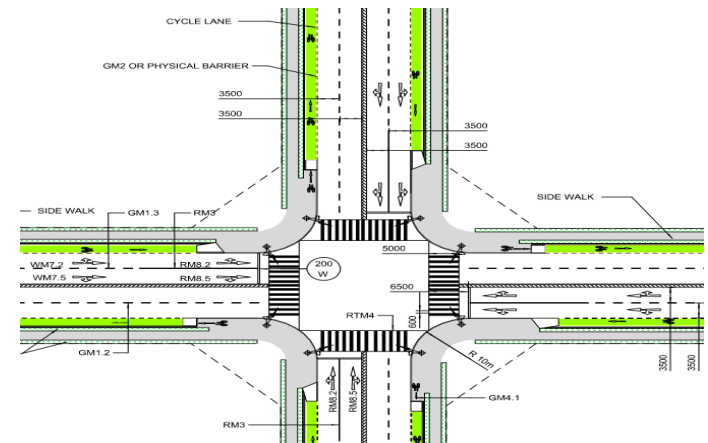 CYCLE LANE
GM2 OR PHYSICAL BARRIER
3500
3500
3500
3500
SIDE WALK
GM1.3
RM3
SIDE WALK
WM7.2
RM8.2
WM7.5
RM8.5
200
W
5000
6500
600
RTM4
GM1.2
R 10m
3500
3500
RM8.2
RM8.5
RM3
GM4.1